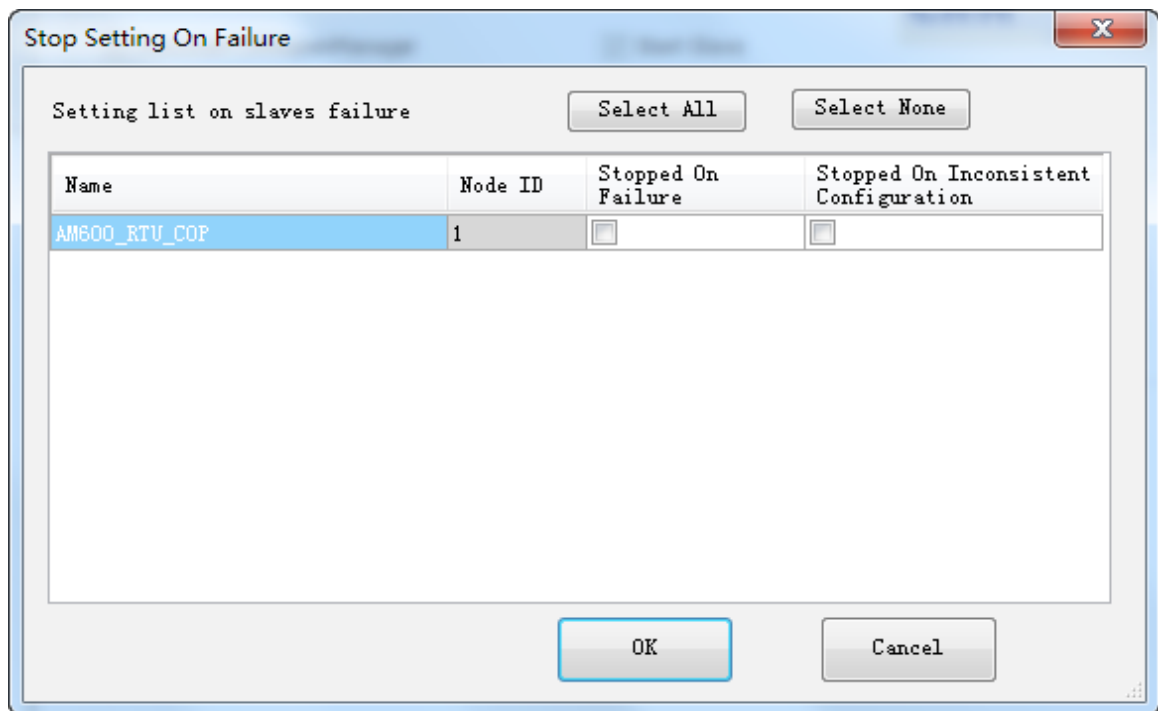 Stop Setting On Failure
Setting list on slaves failure
Select All
Select None
Name
Node ID
Stopped On
Failure
Stopped On Inconsistent
Configuration
AM600_RTU_COP
1
OK
Cancel